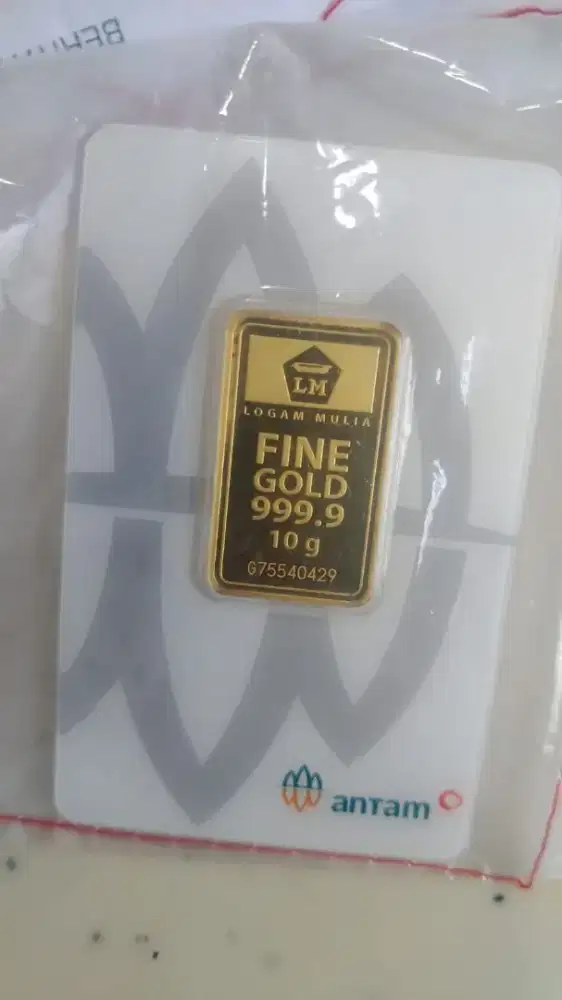 LM
LOGAM MULIA
FINE
GOLD
999.9
10 g
G75540429
antam